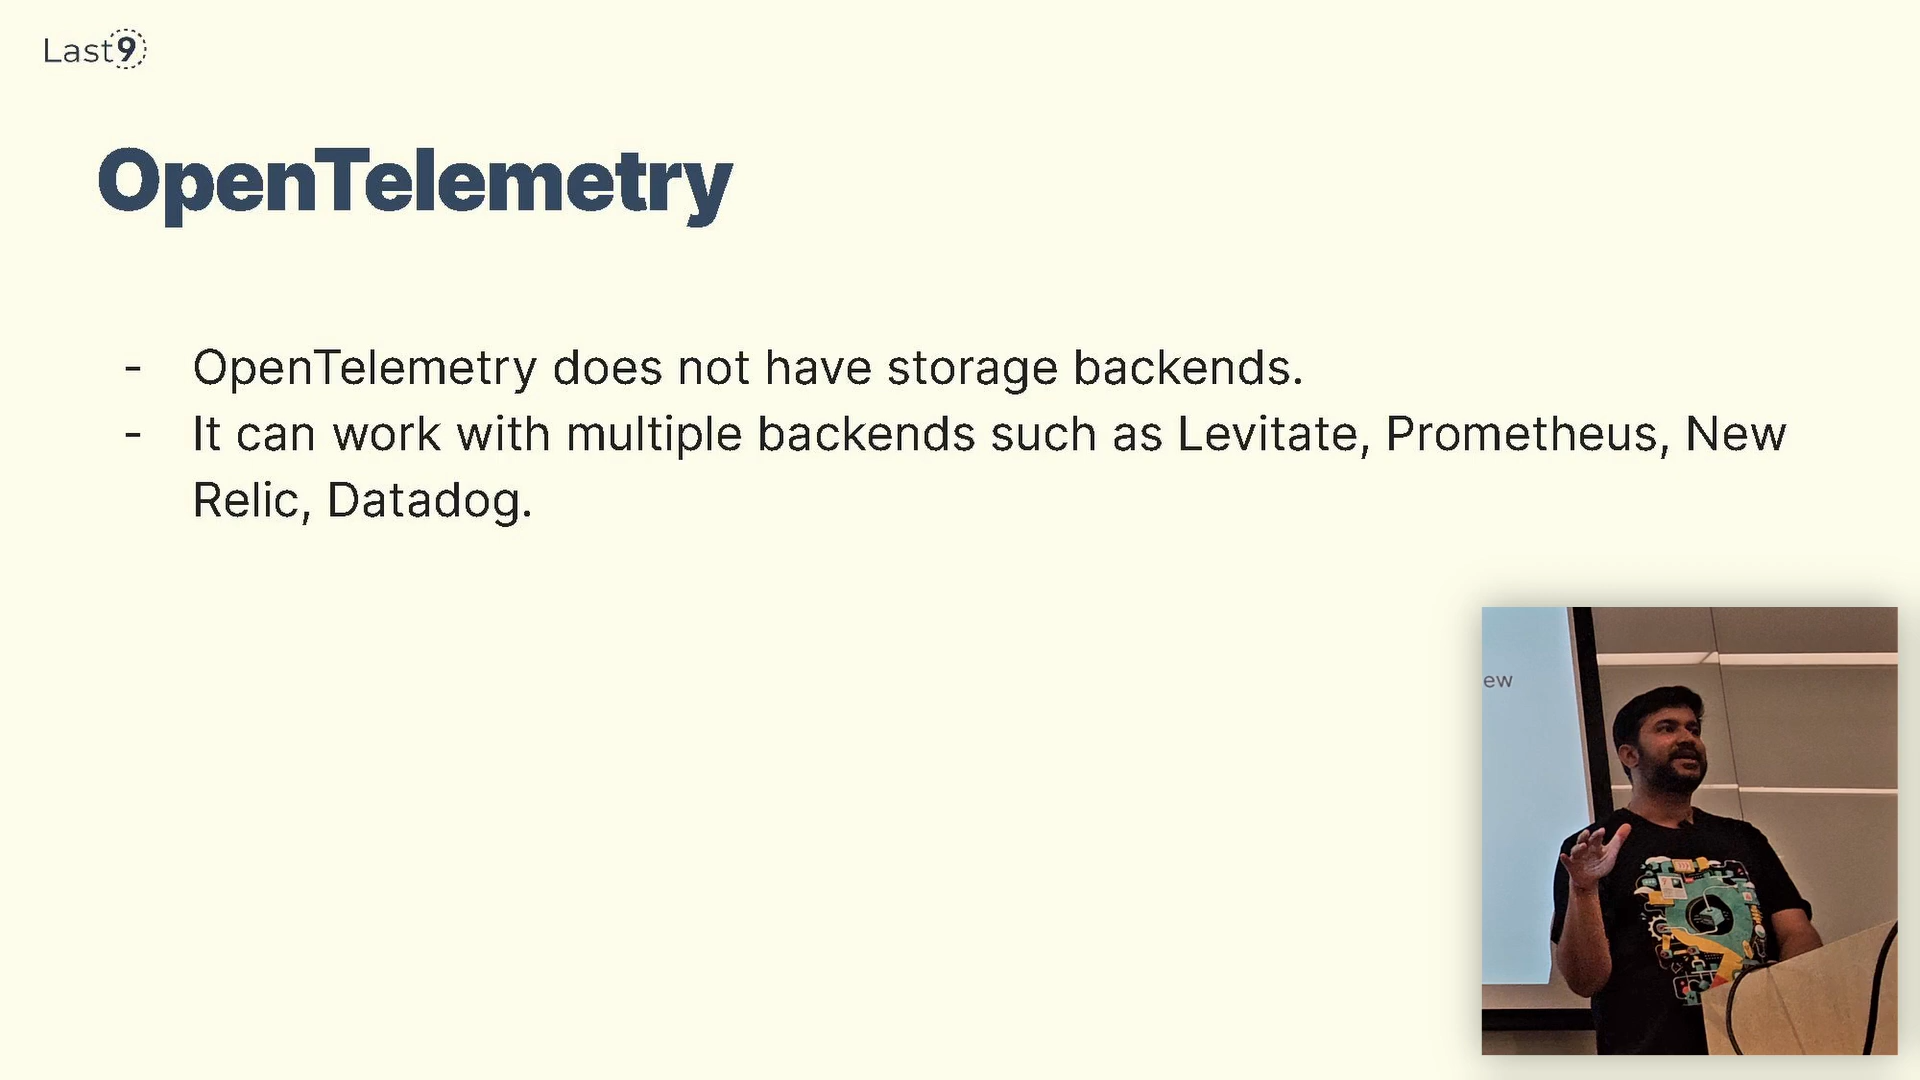 Last9
OpenTelemetry
- OpenTelemetry does not have storage backends.
- It can work with multiple backends such as Levitate, Prometheus, New
Relic, Datadog.
ew